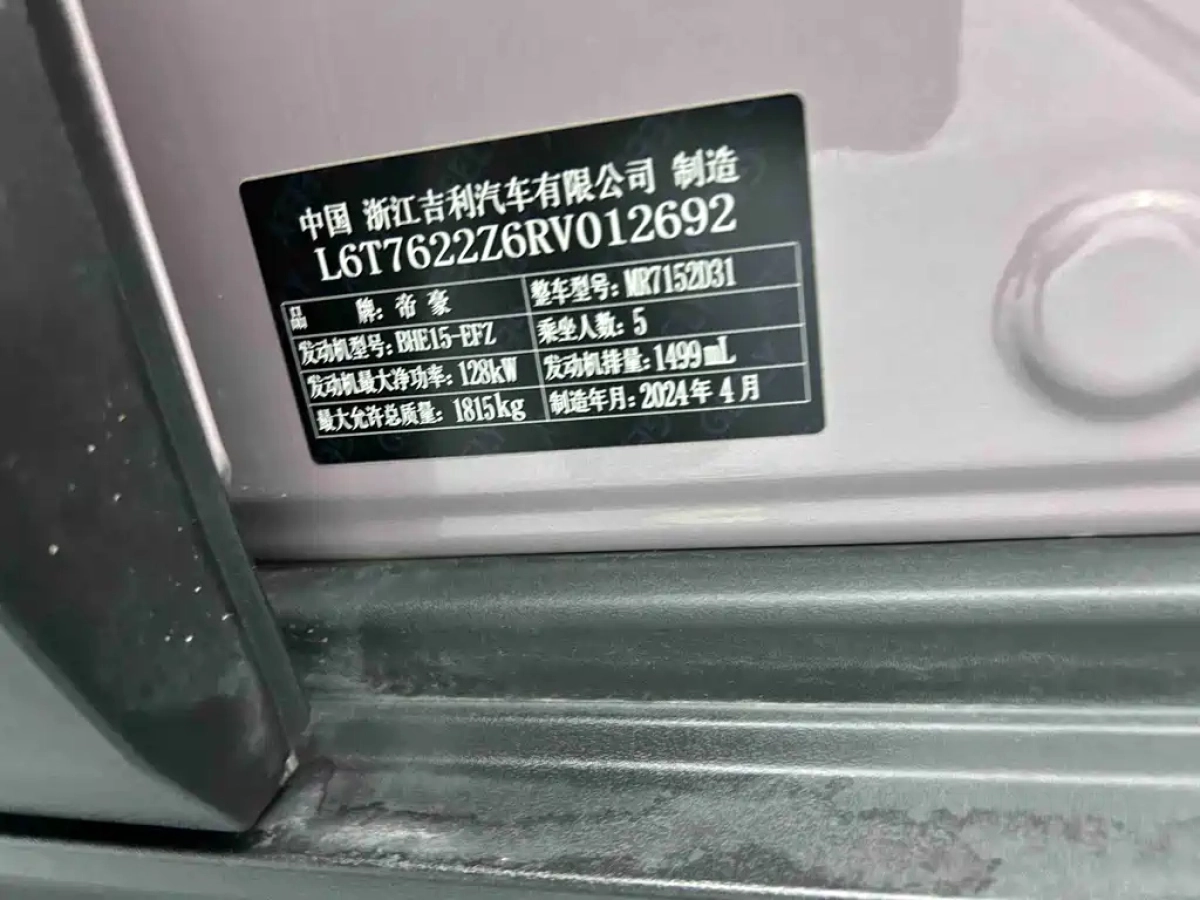 中国 浙江吉利汽车有限公司 制造
L6T7622Z6RV012692
品 牌: 帝豪 整车型号: MR7152D31
发动机型号: BHE15-EFZ 乘坐人数: 5
发动机最大净功率: 128kW 发动机排量: 1499mL
最大允许总质量: 1815kg 制造年月: 2024年4月